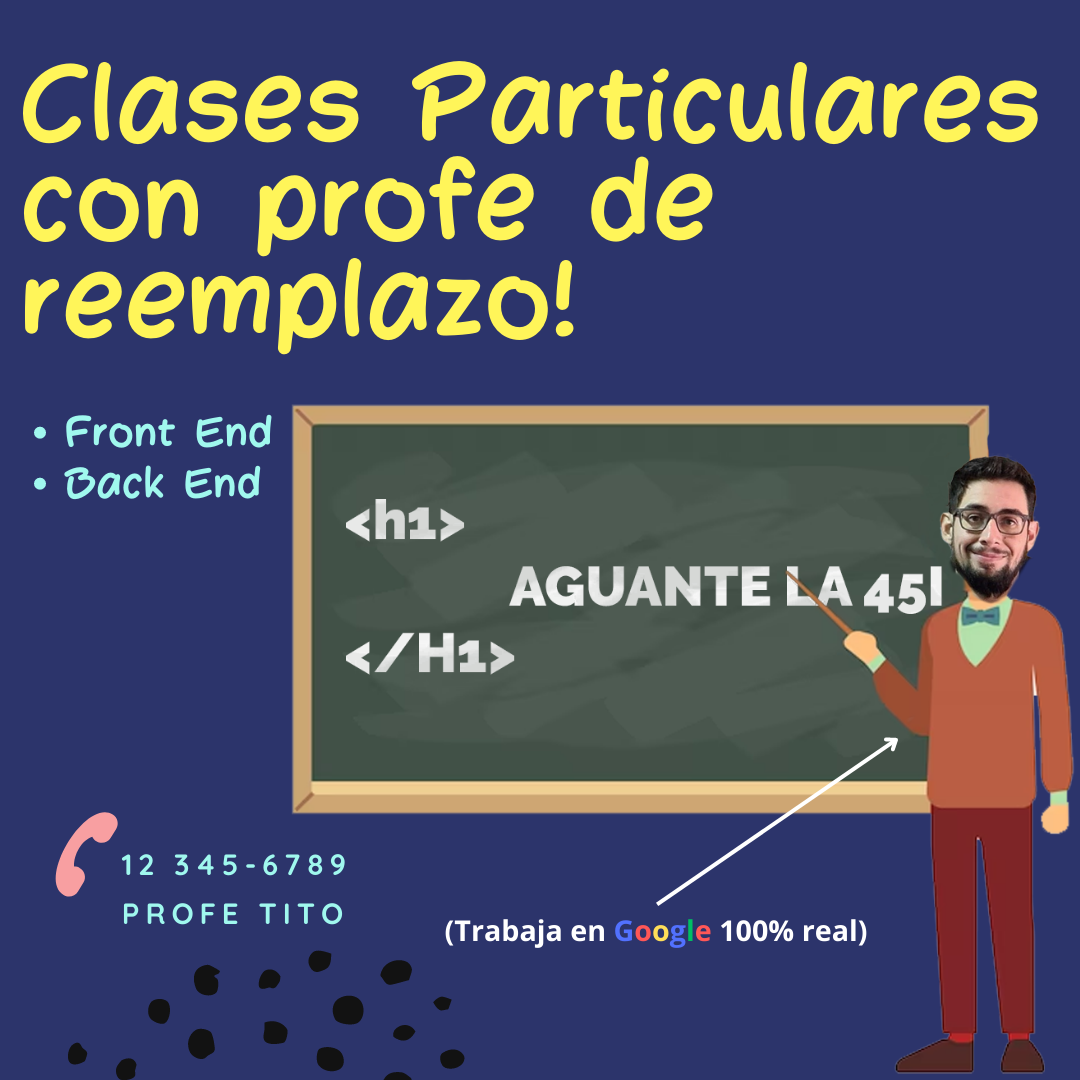 Clases Particulares
con profe de
reemplazo!
• Front End
• Back End
<h1>
AGUANTE LA 45I
</H1>
12 345-6789
PROFE TITO
(Trabaja en Google 100% real)